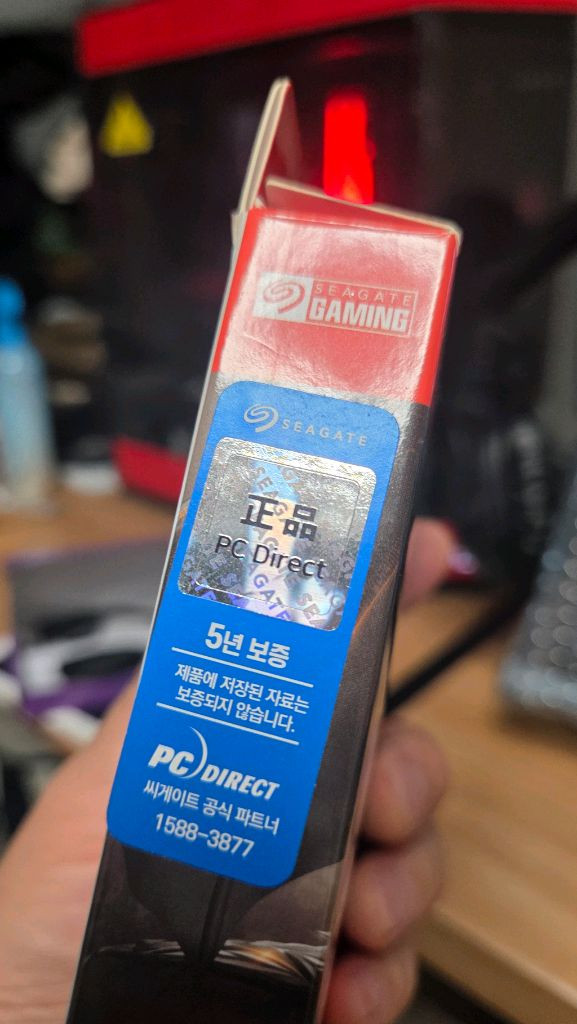 SEAGATE
GAMING
SEAGATE
正品
PC Direct
5년 보증
제품에 저장된 자료는
보증되지 않습니다.
PC DIRECT
씨게이트 공식 파트너
1588-3877